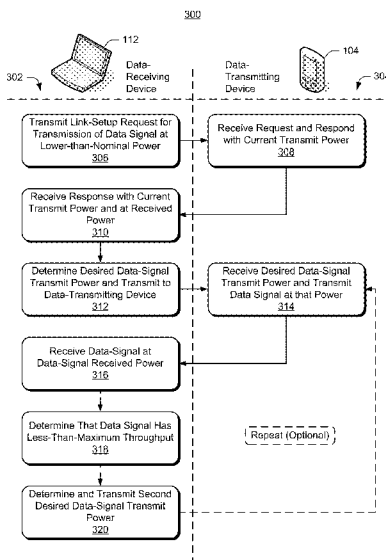 300
112
104
302
Data-
Receiving
Device
Data-
Transmitting
Device
304
Transmit Link-Setup Request for
Transmission of Data Signal at
Lower-than-Nominal Power
306
Receive Request and Respond
with Current Transmit Power
308
Receive Response with Current
Transmit Power and at Received
Power
310
Determine Desired Data-Signal
Transmit Power and Transmit to
Data-Transmitting Device
312
Receive Desired Data-Signal
Transmit Power and Transmit
Data Signal at that Power
314
Receive Data-Signal at
Data-Signal Received Power
316
Determine That Data Signal Has
Less-Than-Maximum Throughput
318
Repeat (Optional)
Determine and Transmit Second
Desired Data-Signal Transmit
Power
320